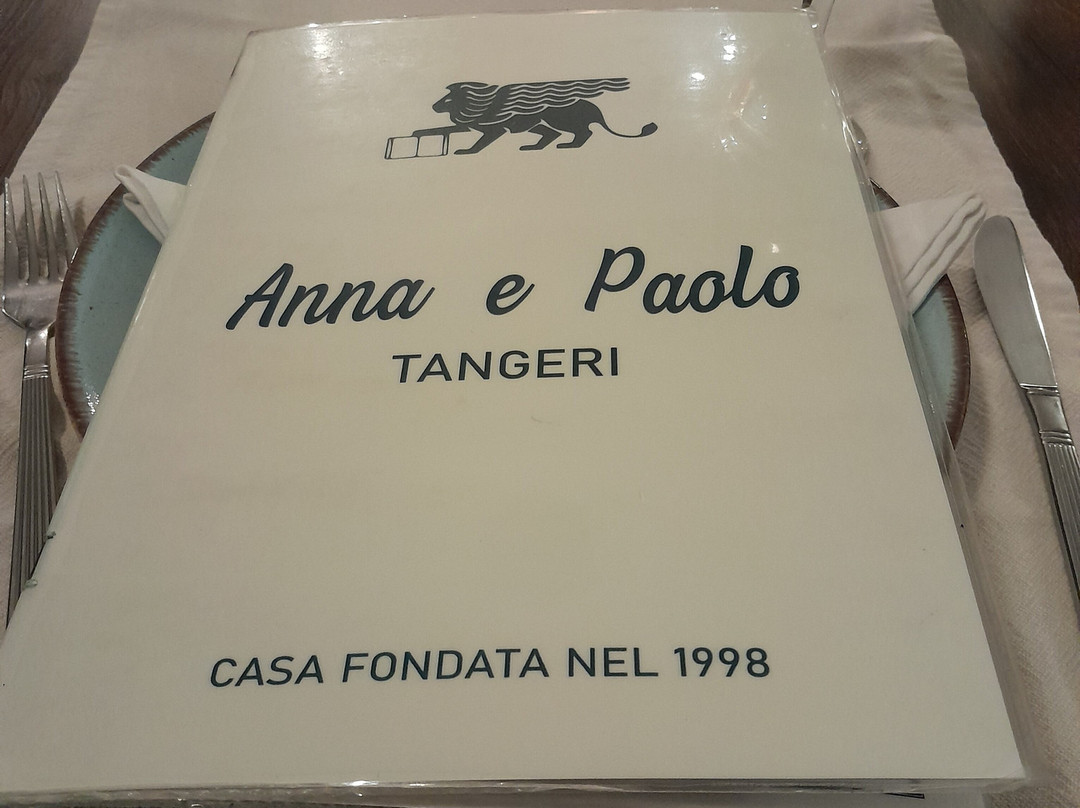 Anna e Paolo
TANGERI
CASA FONDATA NEL 1998